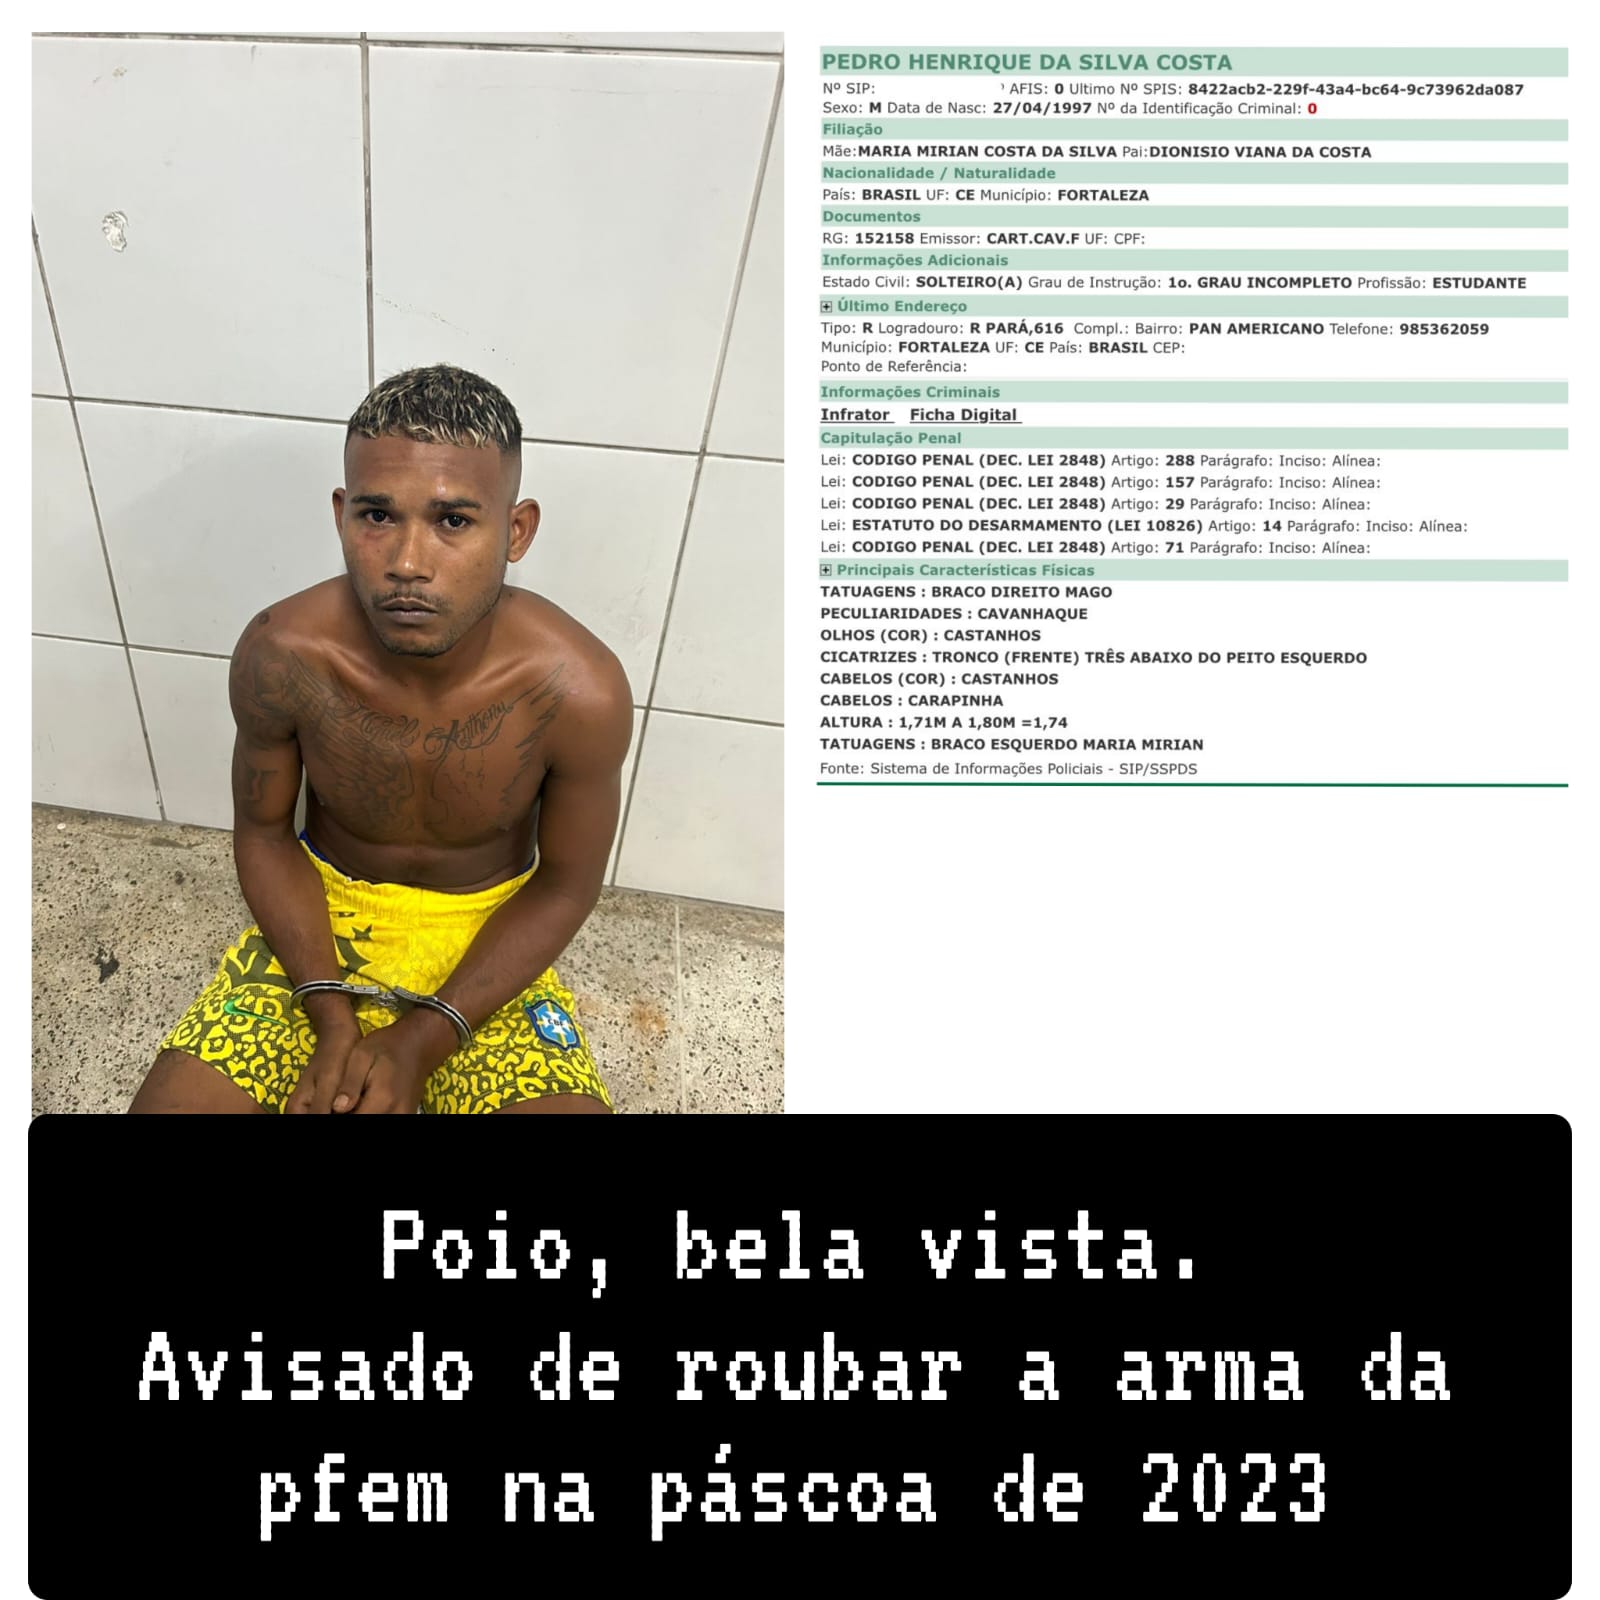 PEDRO HENRIQUE DA SILVA COSTA
Nº SIP: AFIS: 0 Ultimo Nº SPIS: 8422acb2-229f-43a4-bc64-9c73962da087
Sexo: M Data de Nasc: 27/04/1997 Nº da Identificação Criminal: 0
Filiação
Mãe:MARIA MIRIAN COSTA DA SILVA Pai:DIONISIO VIANA DA COSTA
Nacionalidade / Naturalidade
País: BRASIL UF: CE Município: FORTALEZA
Documentos
RG: 152158 Emissor: CART.CAV.F UF: CPF:
Informações Adicionais
Estado Civil: SOLTEIRO(A) Grau de Instrução: 1o. GRAU INCOMPLETO Profissão: ESTUDANTE
Último Endereço
Tipo: R Logradouro: R PARÁ,616 Compl.: Bairro: PAN AMERICANO Telefone: 985362059
Município: FORTALEZA UF: CE País: BRASIL CEP:
Ponto de Referência:
Informações Criminais
Infrator Ficha Digital
Capitulação Penal
Lei: CODIGO PENAL (DEC. LEI 2848) Artigo: 288 Parágrafo: Inciso: Alínea:
Lei: CODIGO PENAL (DEC. LEI 2848) Artigo: 157 Parágrafo: Inciso: Alínea:
Lei: CODIGO PENAL (DEC. LEI 2848) Artigo: 29 Parágrafo: Inciso: Alínea:
Lei: ESTATUTO DO DESARMAMENTO (LEI 10826) Artigo: 14 Parágrafo: Inciso: Alínea:
Lei: CODIGO PENAL (DEC. LEI 2848) Artigo: 71 Parágrafo: Inciso: Alínea:
Principais Características Físicas
TATUAGENS : BRACO DIREITO MAGO
PECULIARIDADES : CAVANHAQUE
OLHOS (COR) : CASTANHOS
CICATRIZES : TRONCO (FRENTE) TRÊS ABAIXO DO PEITO ESQUERDO
CABELOS (COR) : CASTANHOS
CABELOS : CARAPINHA
ALTURA : 1,71M A 1,80M =1,74
TATUAGENS : BRACO ESQUERDO MARIA MIRIAN
Fonte: Sistema de Informações Policiais - SIP/SSPDS
Anthony
CBF
Poio, bela vista.
Avisado de roubar a arma da
pfem na páscoa de 2023